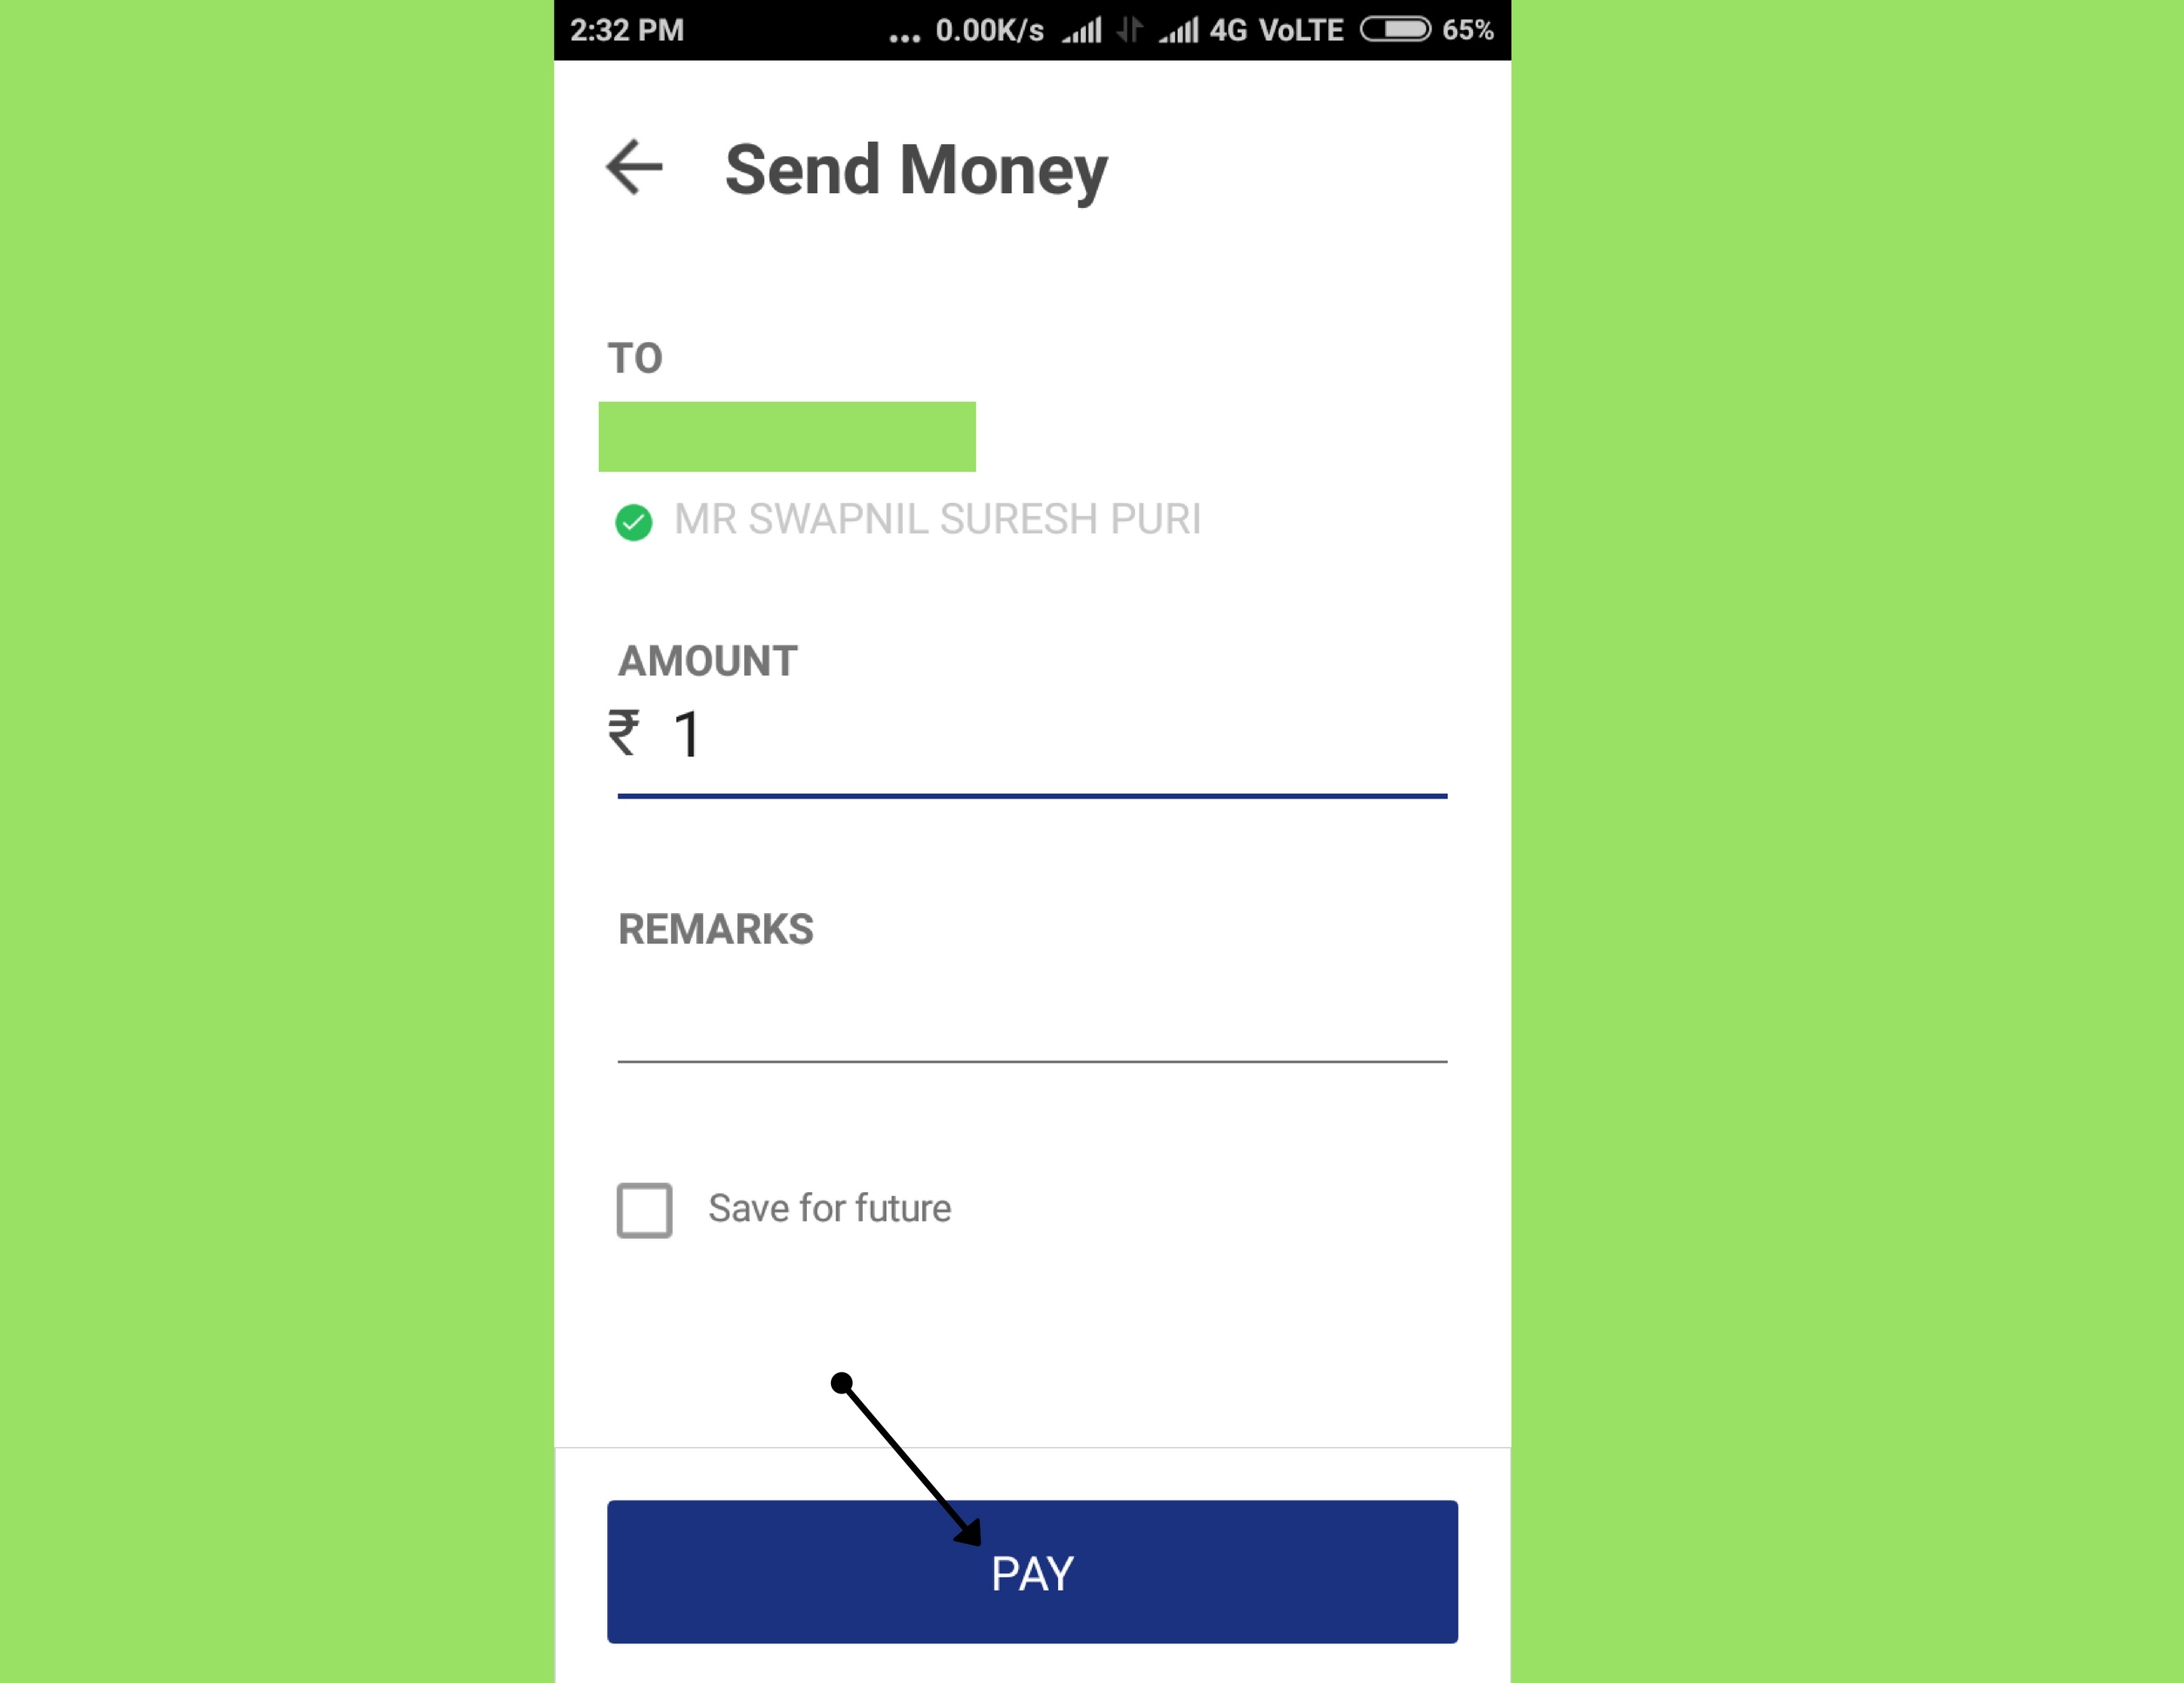 2:32 PM ... 0.00K/s 4G VoLTE 65%
Send Money
TO
MR SWAPNIL SURESH PURI
AMOUNT
₹ 1
REMARKS
Save for future
PAY